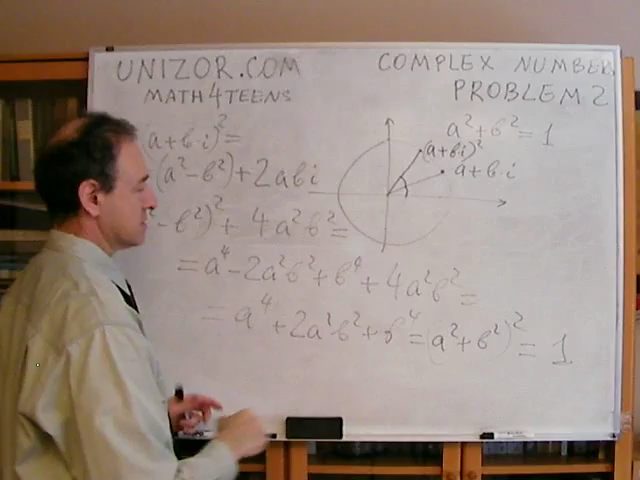 UNIZOR.COM
MATH4TEENS
COMPLEX NUMBER
PROBLEM 2
a² + b² = 1
(a+b·i)²
a+b·i
(a+b·i)² =
(a² - b²) + 2abi
- b²)² + 4a²b² =
= a⁴ - 2a²b² + b⁴ + 4a²b² =
= a⁴ + 2a²b² + b⁴ = (a² + b²)² = 1